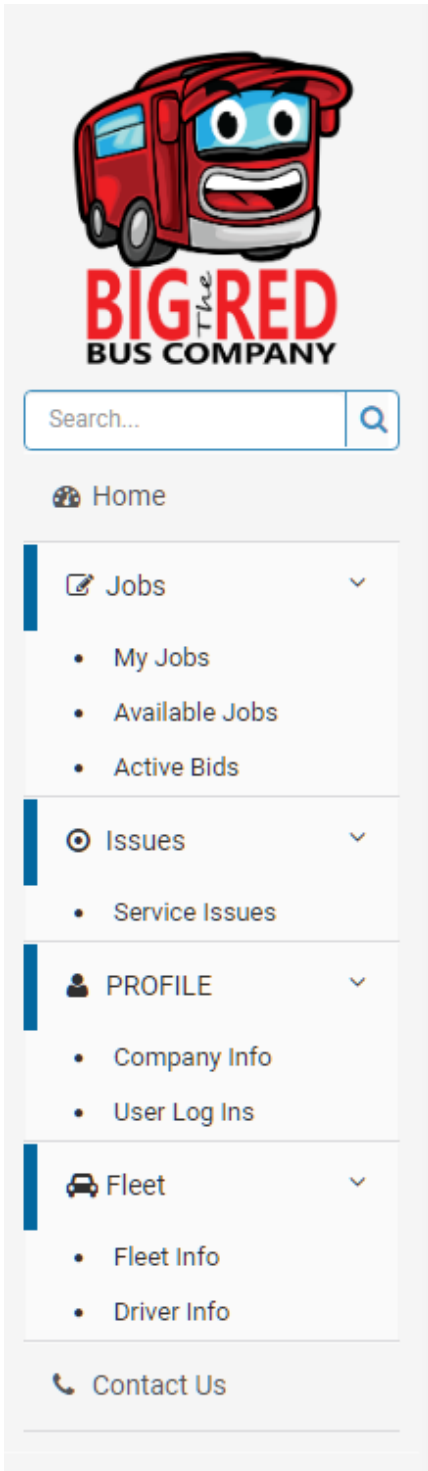 BIG The RED
BUS COMPANY
Search...
Home
Jobs
My Jobs
Available Jobs
Active Bids
Issues
Service Issues
PROFILE
Company Info
User Log Ins
Fleet
Fleet Info
Driver Info
Contact Us